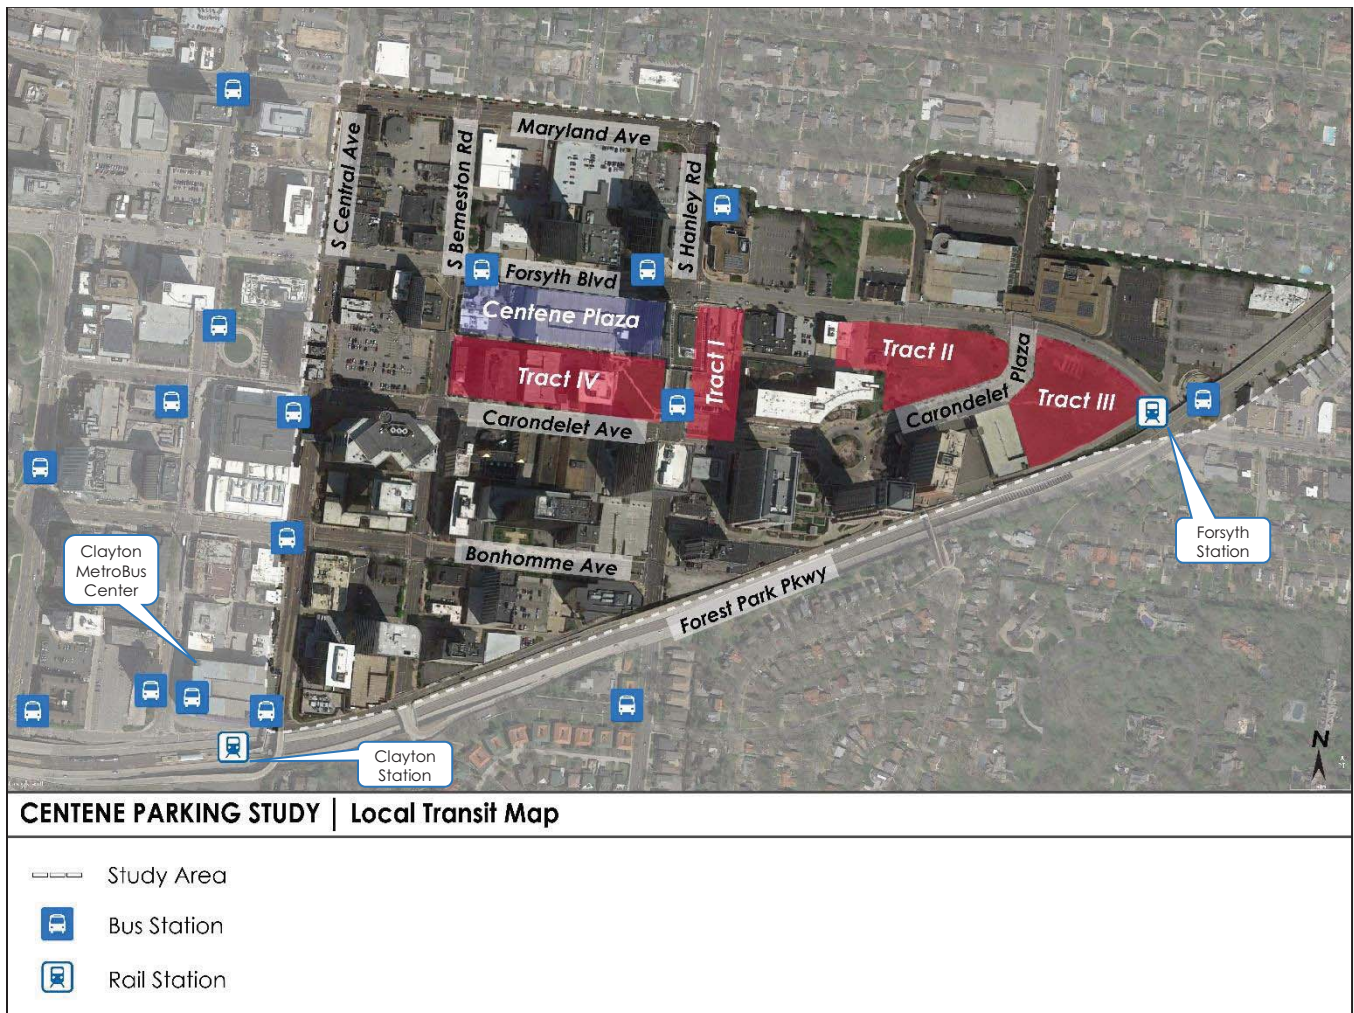 Maryland Ave
S Central Ave
S Bemeston Rd
S Hanley Rd
Forsyth Blvd
Centene Plaza
Tract I
Tract II
Carondelet Plaza
Tract III
Tract IV
Carondelet Ave
Forsyth
Station
Clayton
MetroBus
Center
Bonhomme Ave
Forest Park Pkwy
Clayton
Station
N
CENTENE PARKING STUDY | Local Transit Map
Study Area
Bus Station
Rail Station